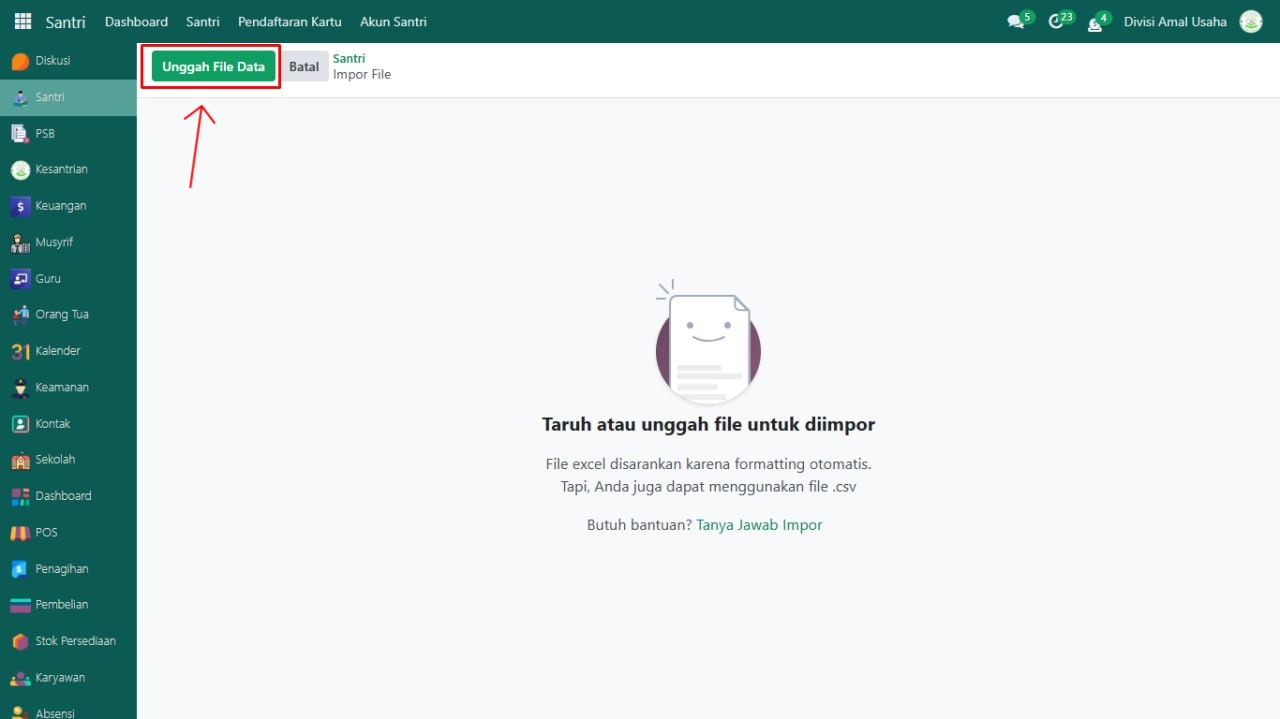 Santri Dashboard Santri Pendaftaran Kartu Akun Santri 5 23 4 Divisi Amal Usaha
Diskusi
Santri
PSB
Kesantrian
Keuangan
Musyrif
Guru
Orang Tua
31 Kalender
Keamanan
Kontak
Sekolah
Dashboard
POS
Penagihan
Pembelian
Stok Persediaan
Karyawan
Absensi
Unggah File Data Batal
Santri
Impor File
Taruh atau unggah file untuk diimpor
File excel disarankan karena formatting otomatis.
Tapi, Anda juga dapat menggunakan file .csv
Butuh bantuan? Tanya Jawab Impor